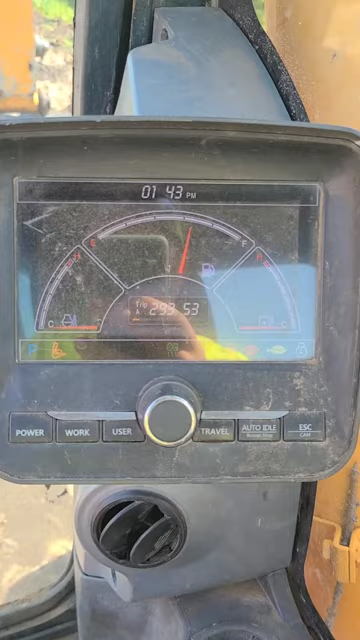 01 43 PM
E F
H H
Trip
A 293 53
C C
P
POWER WORK USER TRAVEL AUTO IDLE ESC
CAM